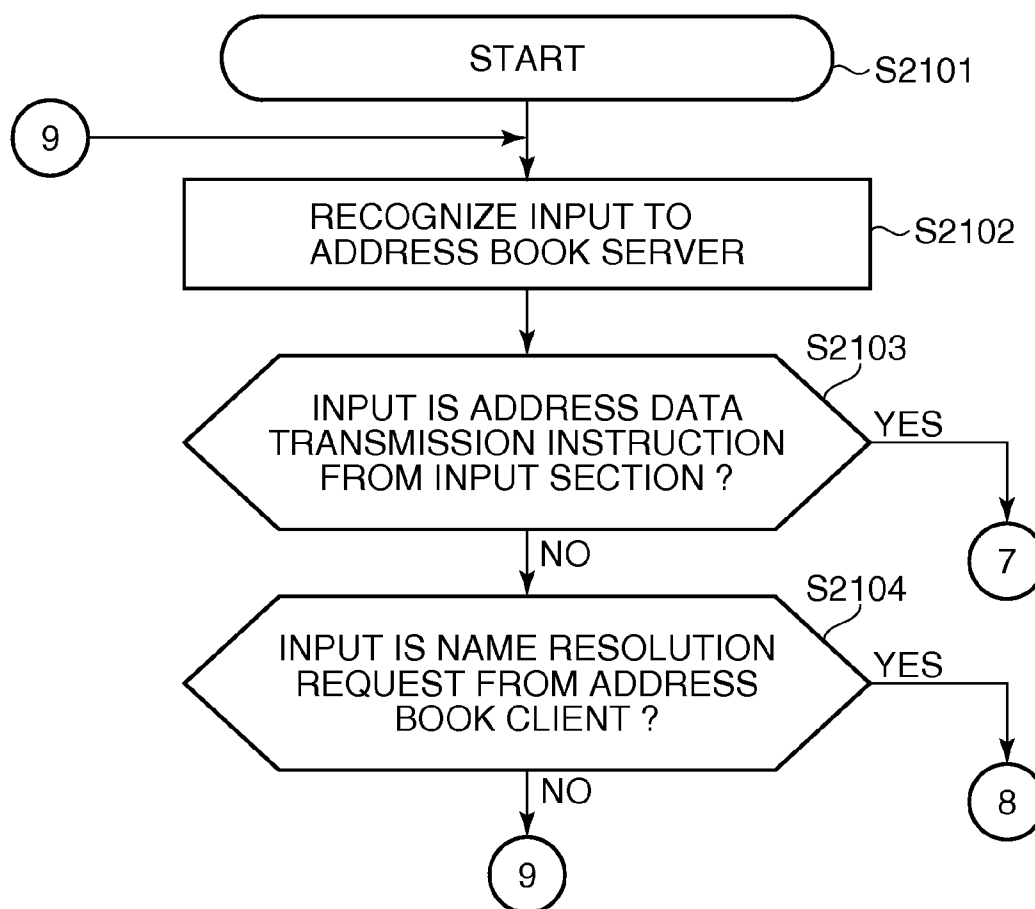 START
S2101
9
RECOGNIZE INPUT TO
ADDRESS BOOK SERVER
S2102
S2103
INPUT IS ADDRESS DATA
TRANSMISSION INSTRUCTION
FROM INPUT SECTION ?
YES
7
NO
S2104
INPUT IS NAME RESOLUTION
REQUEST FROM ADDRESS
BOOK CLIENT ?
YES
8
NO
9